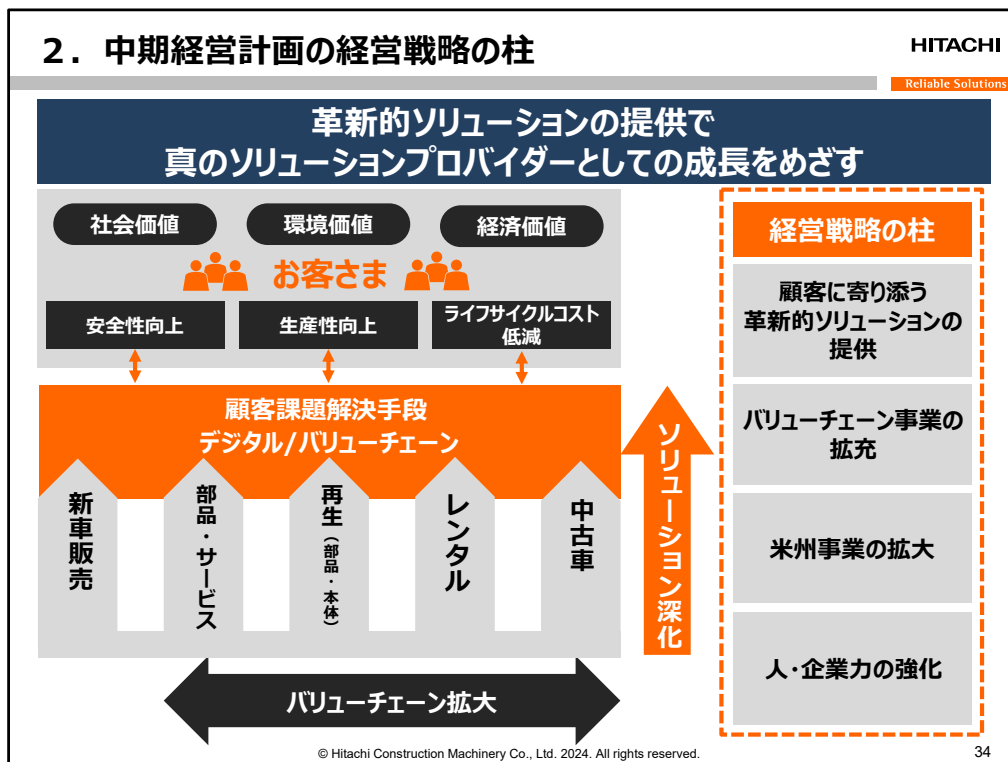 ２．中期経営計画の経営戦略の柱
HITACHI
Reliable Solutions
革新的ソリューションの提供で
真のソリューションプロバイダーとしての成長をめざす
社会価値
環境価値
経済価値
お客さま
安全性向上
生産性向上
ライフサイクルコスト
低減
顧客課題解決手段
デジタル/バリューチェーン
新車販売
部品・サービス
再生（部品・本体）
レンタル
中古車
バリューチェーン拡大
ソリューション深化
経営戦略の柱
顧客に寄り添う
革新的ソリューションの
提供
バリューチェーン事業の
拡充
米州事業の拡大
人・企業力の強化
© Hitachi Construction Machinery Co., Ltd. 2024. All rights reserved.
34